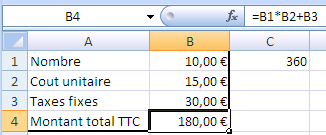 B4 fx =B1*B2+B3
A B C
1 Nombre 10,00 € 360
2 Cout unitaire 15,00 €
3 Taxes fixes 30,00 €
4 Montant total TTC 180,00 €